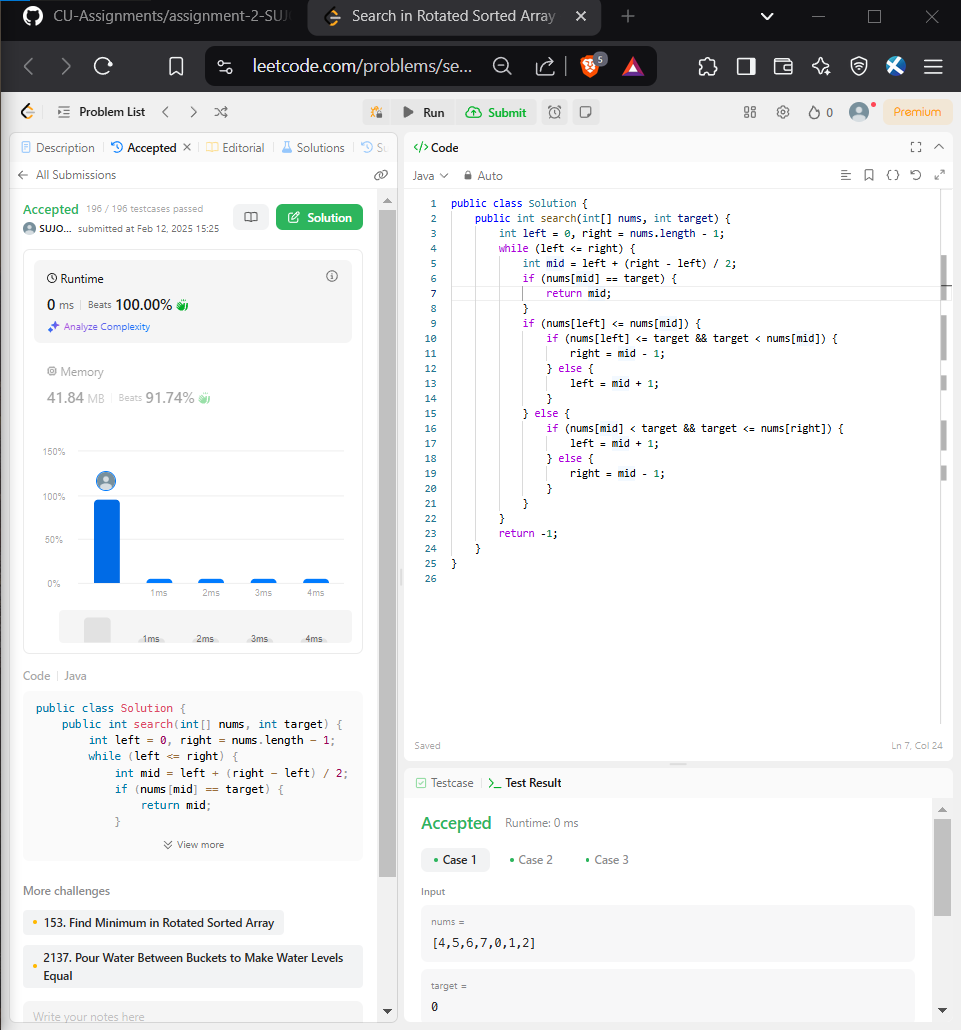 CU-Assignments/assignment-2-SUJ
Search in Rotated Sorted Array
leetcode.com/problems/se...
5
Problem List
Run
Submit
0
Premium
Description
Accepted
Editorial
Solutions
Su
All Submissions
Accepted 196 / 196 testcases passed
SUJO... submitted at Feb 12, 2025 15:25
Solution
Runtime
0 ms Beats 100.00%
Analyze Complexity
Memory
41.84 MB Beats 91.74%
150%
100%
50%
0%
1ms 2ms 3ms 4ms
1ms 2ms 3ms 4ms
Code Java
public class Solution {
public int search(int[] nums, int target) {
int left = 0, right = nums.length - 1;
while (left <= right) {
int mid = left + (right - left) / 2;
if (nums[mid] == target) {
return mid;
}
View more
More challenges
153. Find Minimum in Rotated Sorted Array
2137. Pour Water Between Buckets to Make Water Levels
Equal
Write your notes here
</> Code
Java Auto
1 public class Solution {
2 public int search(int[] nums, int target) {
3 int left = 0, right = nums.length - 1;
4 while (left <= right) {
5 int mid = left + (right - left) / 2;
6 if (nums[mid] == target) {
7 return mid;
8 }
9 if (nums[left] <= nums[mid]) {
10 if (nums[left] <= target && target < nums[mid]) {
11 right = mid - 1;
12 } else {
13 left = mid + 1;
14 }
15 } else {
16 if (nums[mid] < target && target <= nums[right]) {
17 left = mid + 1;
18 } else {
19 right = mid - 1;
20 }
21 }
22 }
23 return -1;
24 }
25 }
26
Saved
Ln 7, Col 24
Testcase
Test Result
Accepted Runtime: 0 ms
Case 1 Case 2 Case 3
Input
nums =
[4,5,6,7,0,1,2]
target =
0